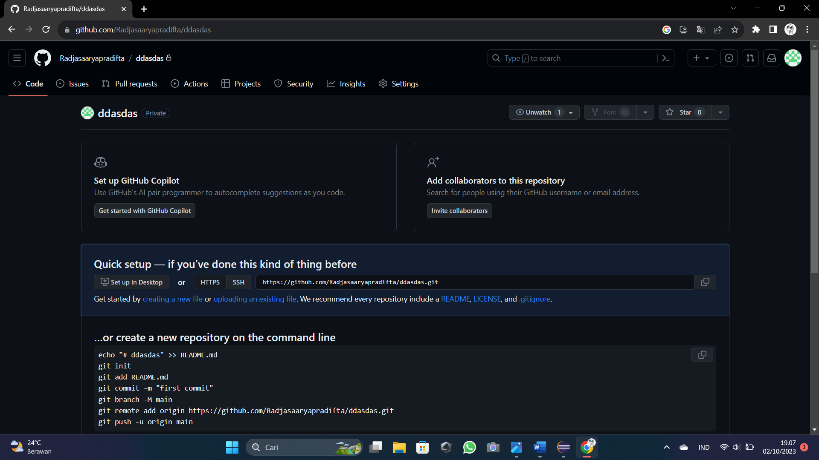 Radjasaaryapradifta/ddasdas
github.com/Radjasaaryapradifta/ddasdas
Radjasaaryapradifta / ddasdas
Type / to search
Code
Issues
Pull requests
Actions
Projects
Security
Insights
Settings
ddasdas Private
Unwatch 1
Fork 0
Star 0
Set up GitHub Copilot
Use GitHub's AI pair programmer to autocomplete suggestions as you code.
Get started with GitHub Copilot
Add collaborators to this repository
Search for people using their GitHub username or email address.
Invite collaborators
Quick setup — if you've done this kind of thing before
Set up in Desktop or HTTPS SSH https://github.com/Radjasaaryapradifta/ddasdas.git
Get started by creating a new file or uploading an existing file. We recommend every repository include a README, LICENSE, and .gitignore.
…or create a new repository on the command line
echo "# ddasdas" >> README.md
git init
git add README.md
git commit -m "first commit"
git branch -M main
git remote add origin https://github.com/Radjasaaryapradifta/ddasdas.git
git push -u origin main
24°C
Berawan
Cari
IND
19.07
02/10/2023
3